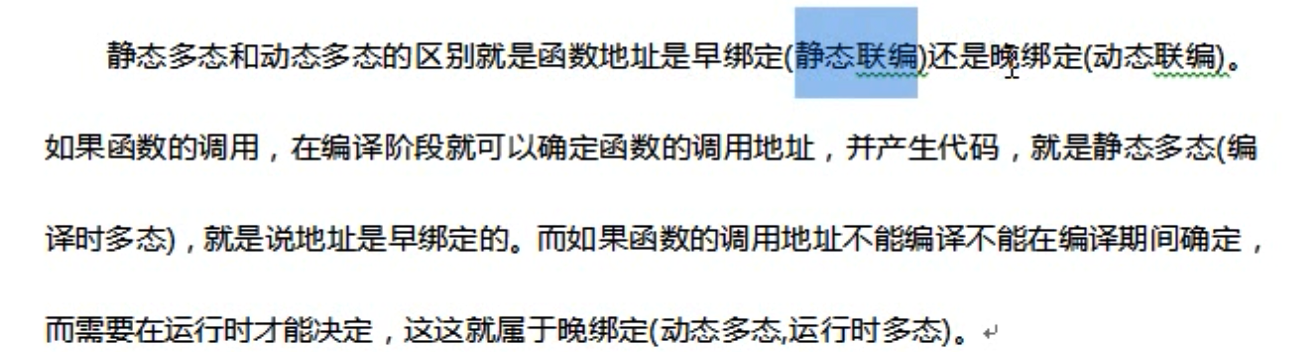 静态多态和动态多态的区别就是函数地址是早绑定(静态联编)还是晚绑定(动态联编)。
如果函数的调用，在编译阶段就可以确定函数的调用地址，并产生代码，就是静态多态(编
译时多态)，就是说地址是早绑定的。而如果函数的调用地址不能编译不能在编译期间确定，
而需要在运行时才能决定，这这就属于晚绑定(动态多态,运行时多态)。↵